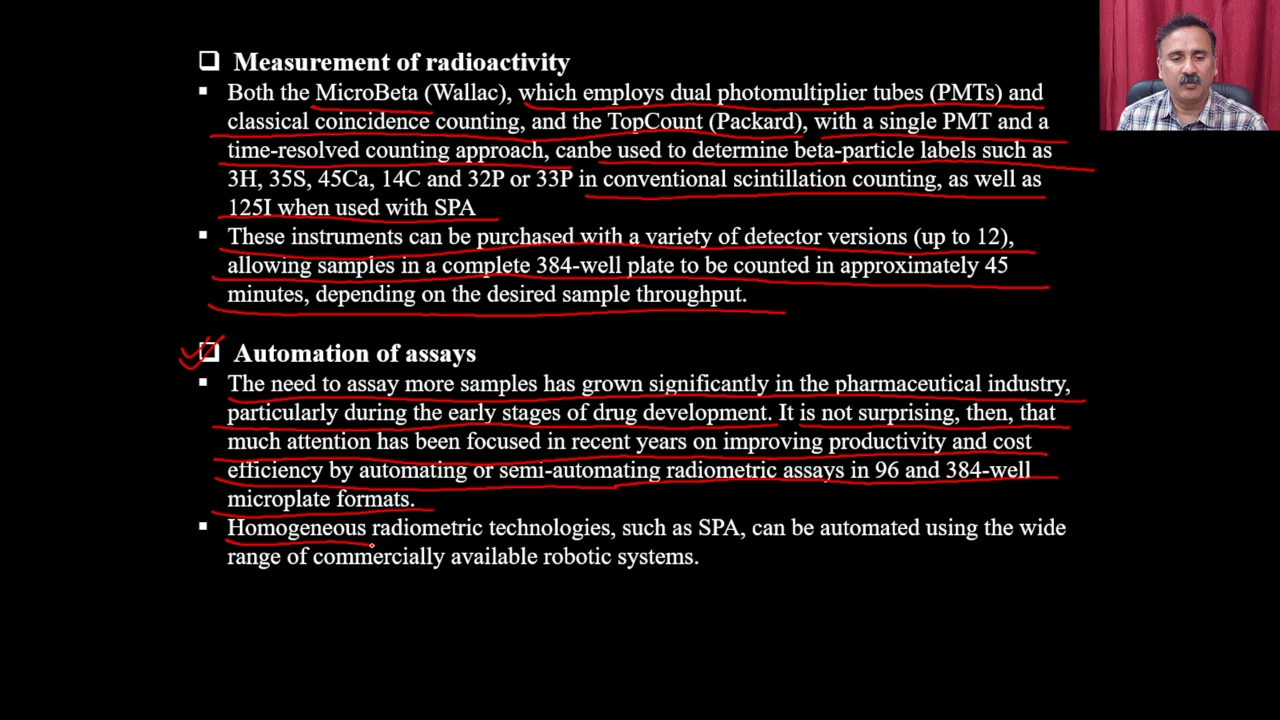 Measurement of radioactivity
Both the MicroBeta (Wallac), which employs dual photomultiplier tubes (PMTs) and
classical coincidence counting, and the TopCount (Packard), with a single PMT and a
time-resolved counting approach, canbe used to determine beta-particle labels such as
3H, 35S, 45Ca, 14C and 32P or 33P in conventional scintillation counting, as well as
125I when used with SPA
These instruments can be purchased with a variety of detector versions (up to 12),
allowing samples in a complete 384-well plate to be counted in approximately 45
minutes, depending on the desired sample throughput.
Automation of assays
The need to assay more samples has grown significantly in the pharmaceutical industry,
particularly during the early stages of drug development. It is not surprising, then, that
much attention has been focused in recent years on improving productivity and cost
efficiency by automating or semi-automating radiometric assays in 96 and 384-well
microplate formats.
Homogeneous radiometric technologies, such as SPA, can be automated using the wide
range of commercially available robotic systems.